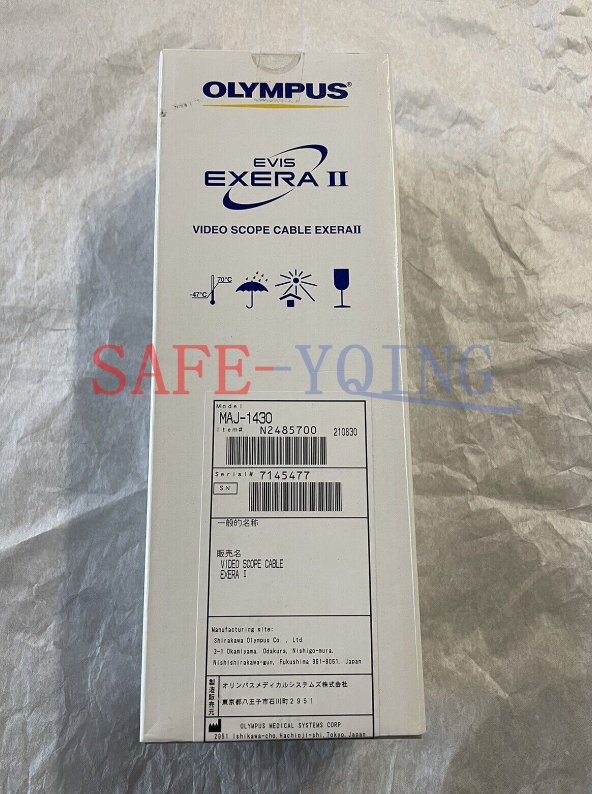 OLYMPUS®
EVIS
EXERA II
VIDEO SCOPE CABLE EXERAII
70°C
-47°C
SAFE-YQING
Model
MAJ-1430
Item# N2485700 210830
Serial# 7145477
SN
一般的名称
販売名
VIDEO SCOPE CABLE
EXERA I
Manufacturing site:
Shirakawa Olympus Co., Ltd.
3-1 Okamiyama, Odakura, Nishigo-mura,
Nishishirakawa-gun, Fukushima 961-8061, Japan
製造販売元
オリンパスメディカルシステムズ株式会社
東京都八王子市石川町2951
OLYMPUS MEDICAL SYSTEMS CORP.
2951 Ishikawa-cho, Hachioji-shi, Tokyo, Japan